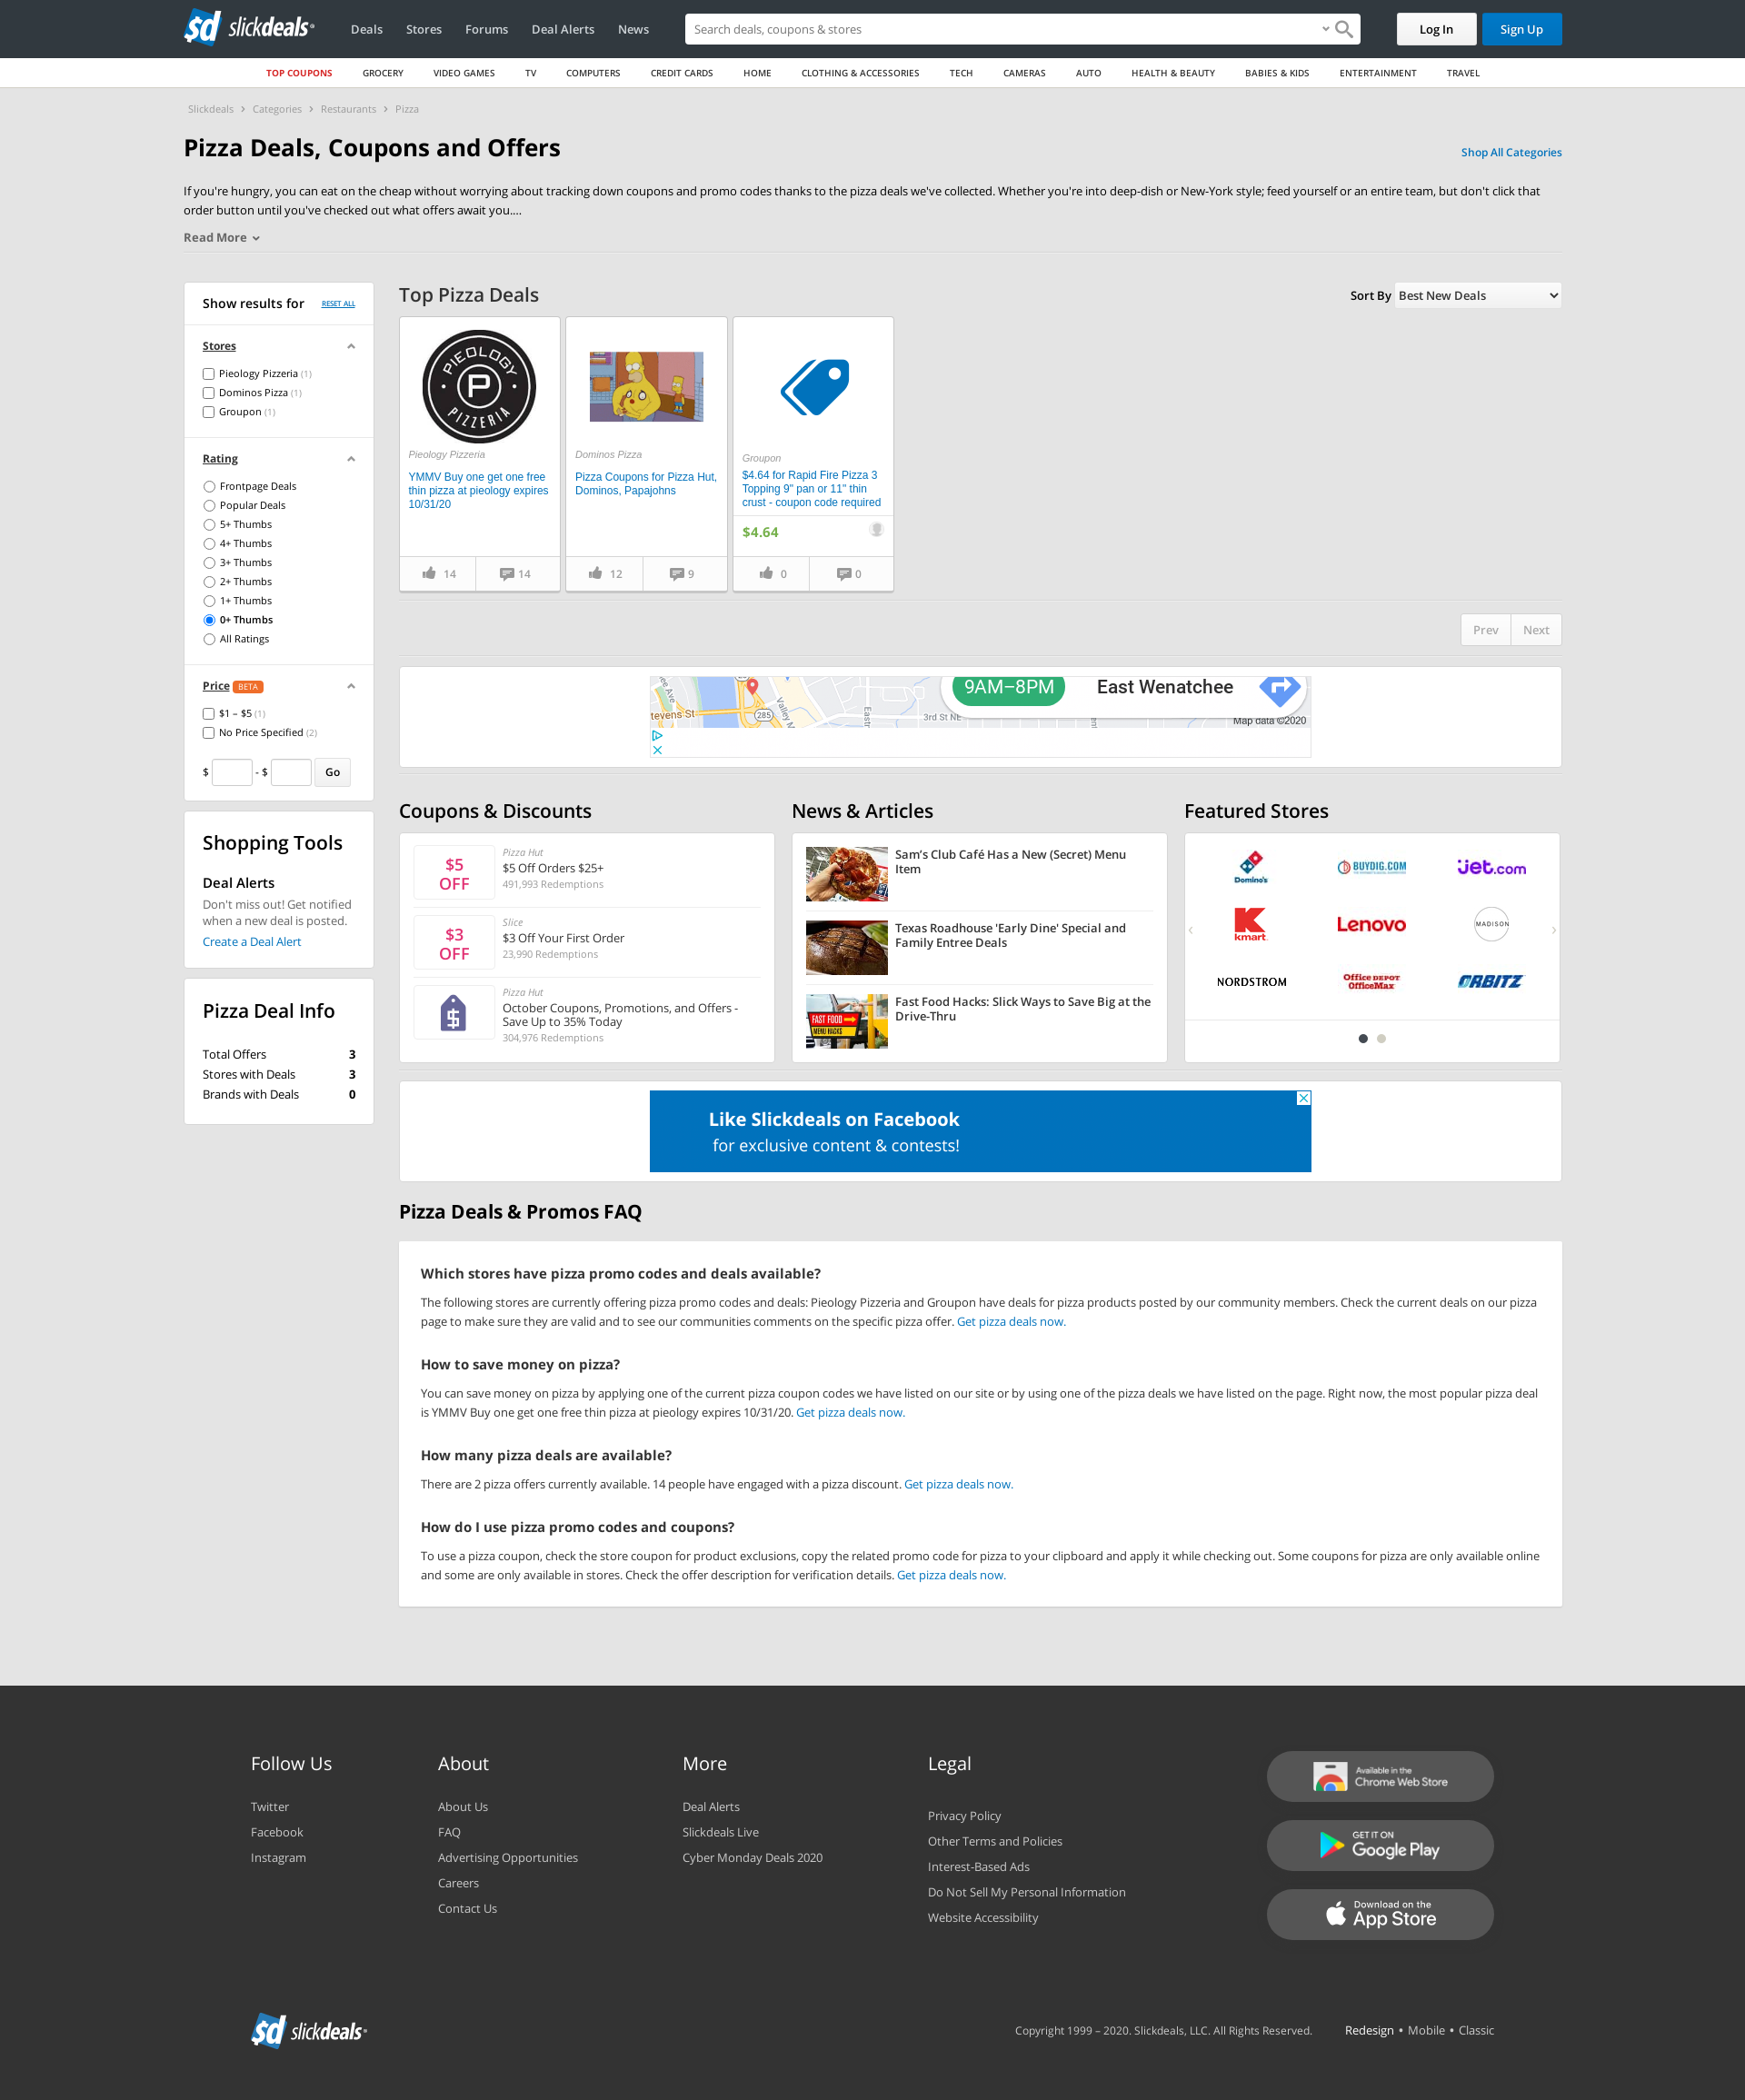 slickdeals
Deals
Stores
Forums
Deal Alerts
News
Search deals, coupons & stores
Log In
Sign Up
TOP COUPONS
GROCERY
VIDEO GAMES
TV
COMPUTERS
CREDIT CARDS
HOME
CLOTHING & ACCESSORIES
TECH
CAMERAS
AUTO
HEALTH & BEAUTY
BABIES & KIDS
ENTERTAINMENT
TRAVEL
Slickdeals › Categories › Restaurants › Pizza
Pizza Deals, Coupons and Offers
Shop All Categories
If you're hungry, you can eat on the cheap without worrying about tracking down coupons and promo codes thanks to the pizza deals we've collected. Whether you're into deep-dish or New-York style; feed yourself or an entire team, but don't click that
order button until you've checked out what offers await you....
Read More
Show results for
RESET ALL
Stores
Pieology Pizzeria (1)
Dominos Pizza (1)
Groupon (1)
Rating
Frontpage Deals
Popular Deals
5+ Thumbs
4+ Thumbs
3+ Thumbs
2+ Thumbs
1+ Thumbs
0+ Thumbs
All Ratings
Price BETA
$1 – $5 (1)
No Price Specified (2)
$ - $ Go
Shopping Tools
Deal Alerts
Don't miss out! Get notified
when a new deal is posted.
Create a Deal Alert
Pizza Deal Info
Total Offers 3
Stores with Deals 3
Brands with Deals 0
Top Pizza Deals
Sort By Best New Deals
PIEOLOGY
P
PIZZERIA
Pieology Pizzeria
YMMV Buy one get one free
thin pizza at pieology expires
10/31/20
14
14
Dominos Pizza
Pizza Coupons for Pizza Hut,
Dominos, Papajohns
12
9
Groupon
$4.64 for Rapid Fire Pizza 3
Topping 9" pan or 11" thin
crust - coupon code required
$4.64
0
0
Prev
Next
9AM–8PM
East Wenatchee
tevens St
285
Valley M
Easte
3rd St NE
Map data ©2020
Coupons & Discounts
$5
OFF
Pizza Hut
$5 Off Orders $25+
491,993 Redemptions
$3
OFF
Slice
$3 Off Your First Order
23,990 Redemptions
Pizza Hut
October Coupons, Promotions, and Offers -
Save Up to 35% Today
304,976 Redemptions
News & Articles
Sam's Club Café Has a New (Secret) Menu
Item
Texas Roadhouse 'Early Dine' Special and
Family Entree Deals
FAST FOOD
MENU HACKS
Fast Food Hacks: Slick Ways to Save Big at the
Drive-Thru
Featured Stores
Domino's
BUYDIG.COM
jet.com
kmart
Lenovo
MADISON
NORDSTROM
Office DEPOT
OfficeMax
ORBITZ
Like Slickdeals on Facebook
for exclusive content & contests!
Pizza Deals & Promos FAQ
Which stores have pizza promo codes and deals available?
The following stores are currently offering pizza promo codes and deals: Pieology Pizzeria and Groupon have deals for pizza products posted by our community members. Check the current deals on our pizza
page to make sure they are valid and to see our communities comments on the specific pizza offer. Get pizza deals now.
How to save money on pizza?
You can save money on pizza by applying one of the current pizza coupon codes we have listed on our site or by using one of the pizza deals we have listed on the page. Right now, the most popular pizza deal
is YMMV Buy one get one free thin pizza at pieology expires 10/31/20. Get pizza deals now.
How many pizza deals are available?
There are 2 pizza offers currently available. 14 people have engaged with a pizza discount. Get pizza deals now.
How do I use pizza promo codes and coupons?
To use a pizza coupon, check the store coupon for product exclusions, copy the related promo code for pizza to your clipboard and apply it while checking out. Some coupons for pizza are only available online
and some are only available in stores. Check the offer description for verification details. Get pizza deals now.
Follow Us
Twitter
Facebook
Instagram
About
About Us
FAQ
Advertising Opportunities
Careers
Contact Us
More
Deal Alerts
Slickdeals Live
Cyber Monday Deals 2020
Legal
Privacy Policy
Other Terms and Policies
Interest-Based Ads
Do Not Sell My Personal Information
Website Accessibility
Available in the
Chrome Web Store
GET IT ON
Google Play
Download on the
App Store
slickdeals
Copyright 1999 – 2020. Slickdeals, LLC. All Rights Reserved.
Redesign • Mobile • Classic